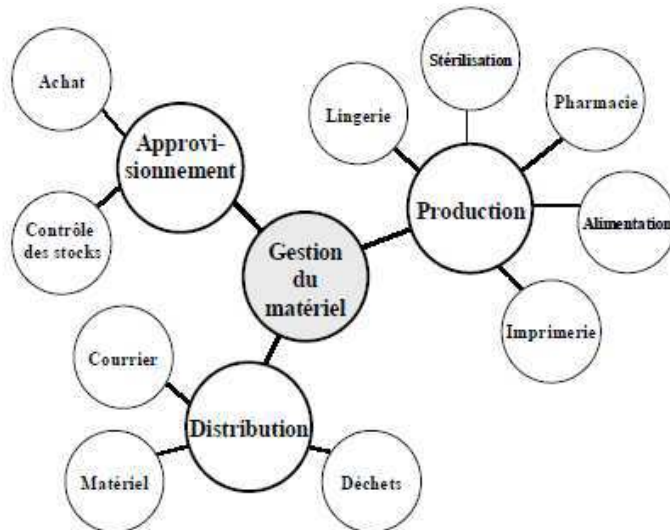 Stérilisation
Achat
Lingerie
Pharmacie
Approvi-
sionnement
Production
Alimentation
Contrôle
des stocks
Gestion
du
matériel
Imprimerie
Courrier
Distribution
Matériel
Déchets